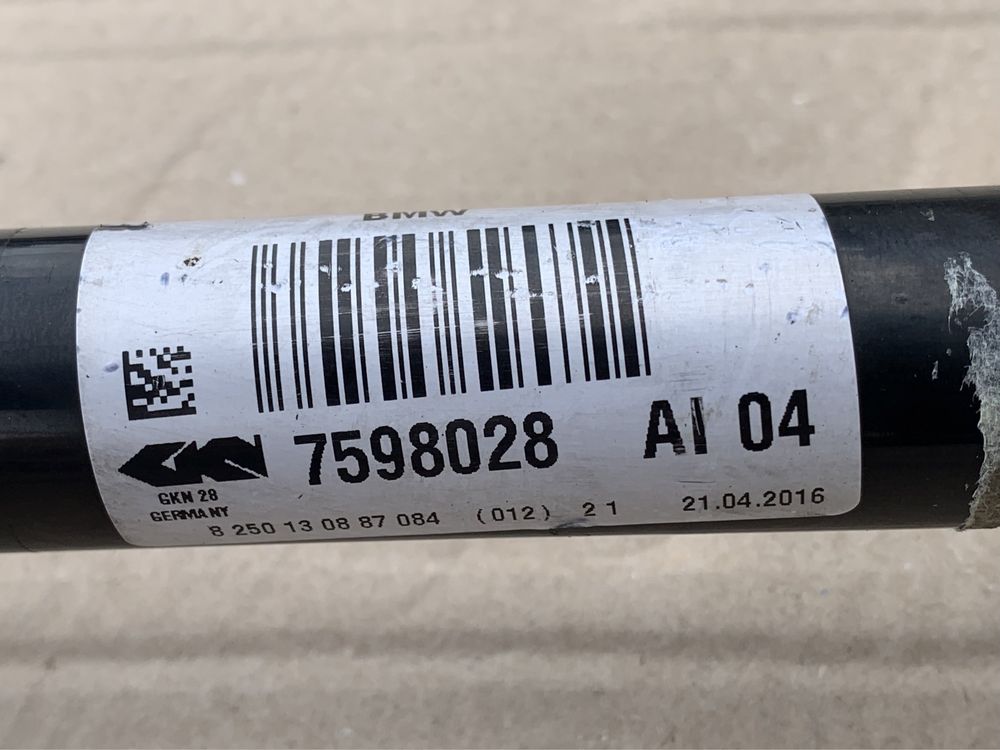 BMW
7598028 AI 04
GKN 28
GERMANY
8 250 13 08 87 084 (012) 2 1 21.04.2016